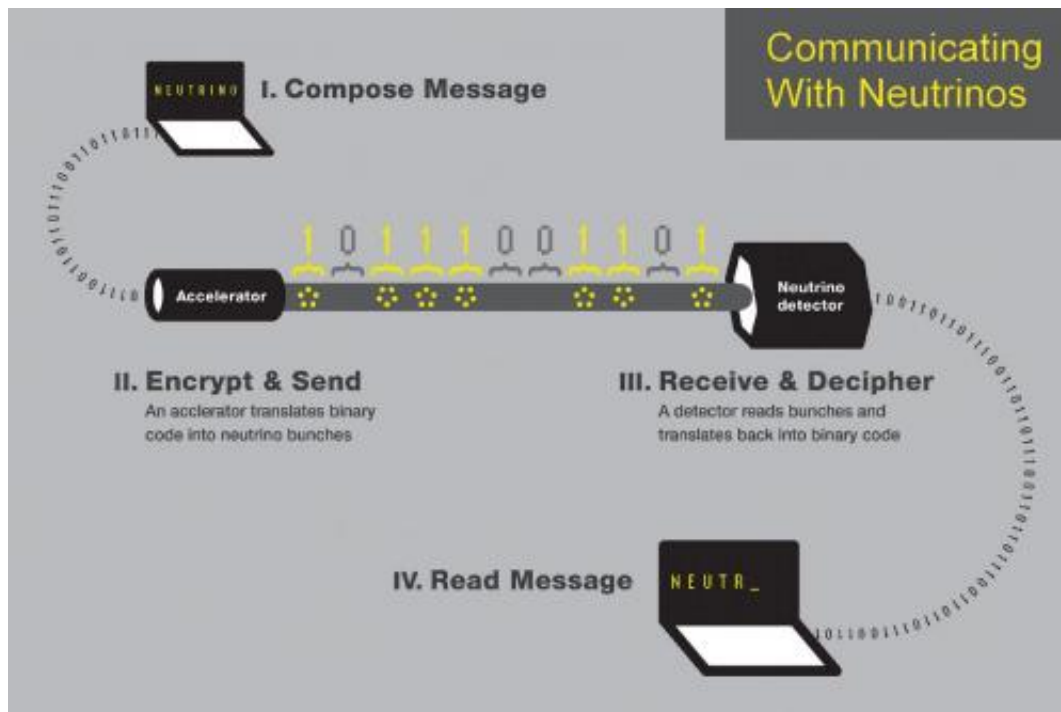 Communicating
With Neutrinos
NEUTRINO
I. Compose Message
1 0 1 1 1 0 0 1 1 0 1
Accelerator
Neutrino
detector
II. Encrypt & Send
An acclerator translates binary
code into neutrino bunches
III. Receive & Decipher
A detector reads bunches and
translates back into binary code
IV. Read Message
NEUTR_